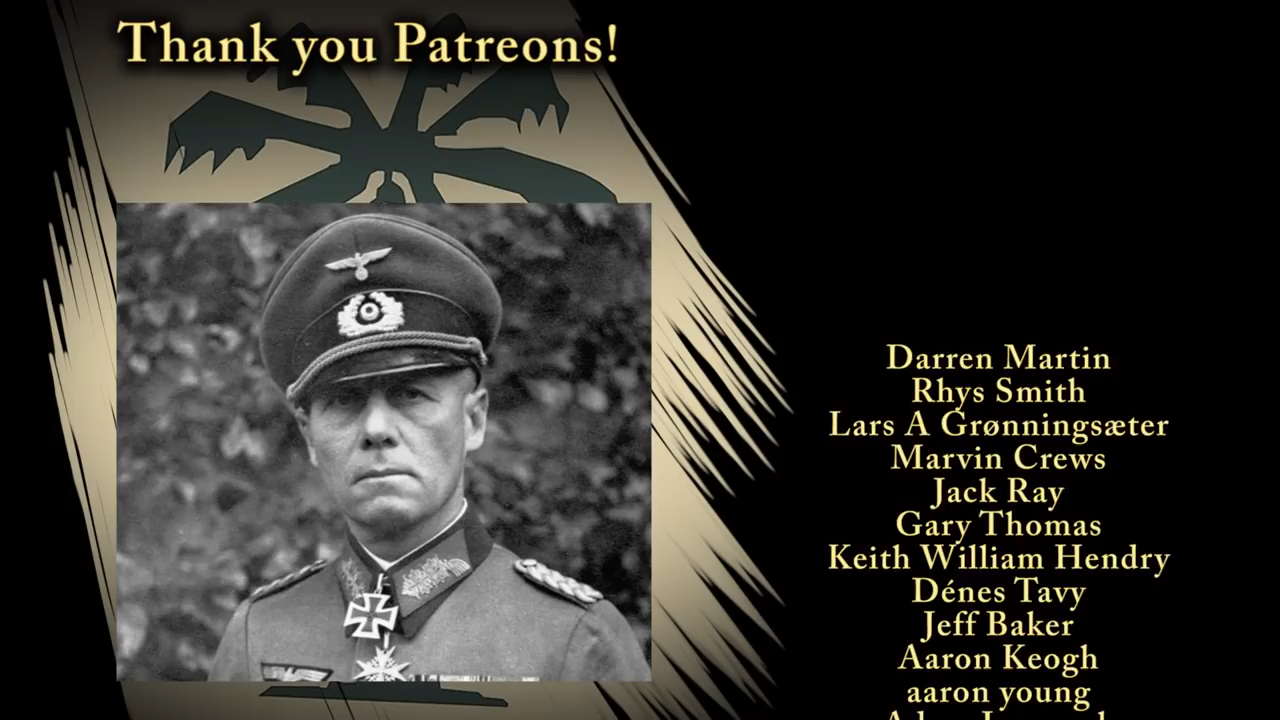 Thank you Patreons!
Darren Martin
Rhys Smith
Lars A Grønningsæter
Marvin Crews
Jack Ray
Gary Thomas
Keith William Hendry
Dénes Tavy
Jeff Baker
Aaron Keogh
aaron young